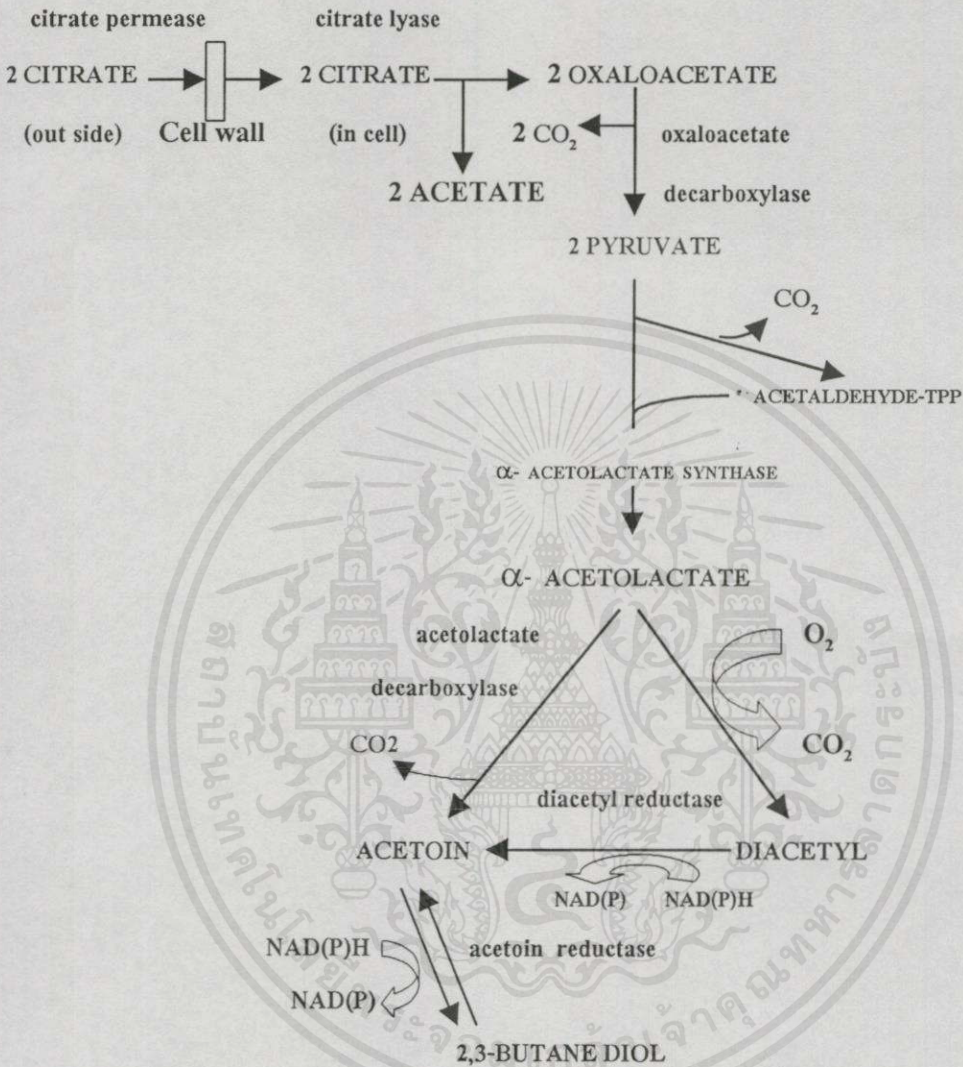 citrate permease
citrate lyase
2 CITRATE
2 CITRATE
2 OXALOACETATE
(out side)
Cell wall
(in cell)
2 CO₂
oxaloacetate
2 ACETATE
decarboxylase
2 PYRUVATE
CO₂
ACETALDEHYDE-TPP
α- ACETOLACTATE SYNTHASE
α- ACETOLACTATE
acetolactate
O₂
decarboxylase
CO2
CO₂
diacetyl reductase
ACETOIN
DIACETYL
NAD(P)
NAD(P)H
NAD(P)H
acetoin reductase
NAD(P)
2,3-BUTANE DIOL